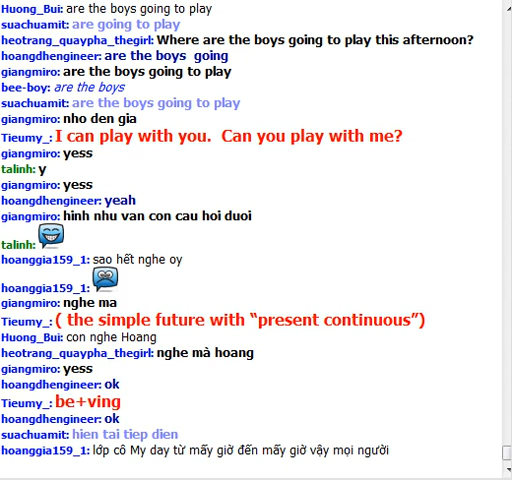 Huong_Bui: are the boys going to play
suachuamit: are going to play
heotrang_quaypha_thegirl: Where are the boys going to play this afternoon?
hoangdhengineer: are the boys  going
giangmiro: are the boys going to play
bee-boy: are the boys
suachuamit: are the boys going to play
giangmiro: nho den gia
Tieumy_: I can play with you.  Can you play with me?
giangmiro: yess
talinh: y
giangmiro: yess
hoangdhengineer: yeah
giangmiro: hinh nhu van con cau hoi duoi
talinh:
hoanggia159_1: sao hết nghe oy
hoanggia159_1:
giangmiro: nghe ma
Tieumy_: ( the simple future with “present continuous”)
Huong_Bui: con nghe Hoang
heotrang_quaypha_thegirl: nghe mà hoang
giangmiro: yess
hoangdhengineer: ok
Tieumy_: be+ving
hoangdhengineer: ok
suachuamit: hien tai tiep dien
hoanggia159_1: lớp cô My day từ mấy giờ đến mấy giờ vậy mọi người